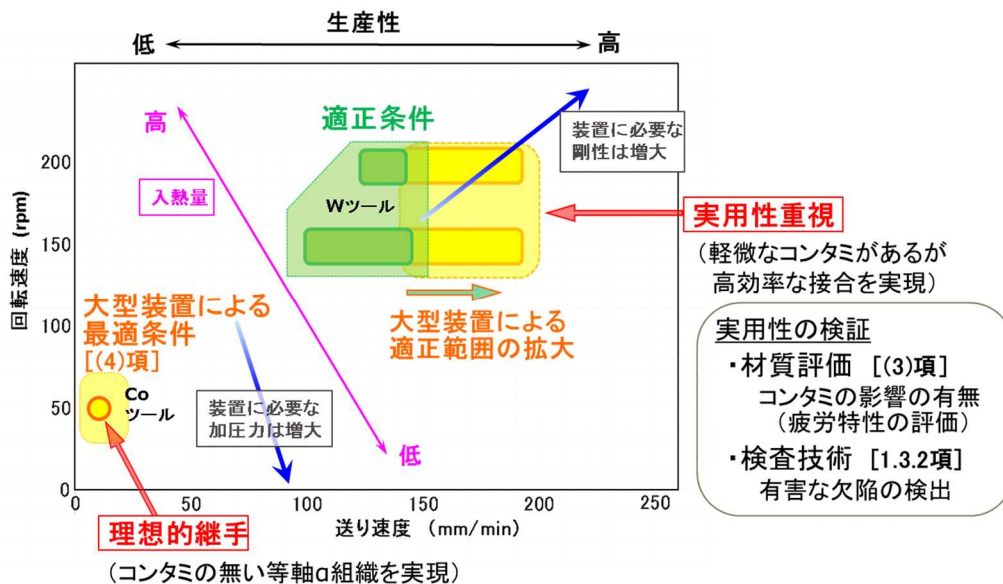 生産性
低
高
回転速度 (rpm)
200
150
100
50
0
高
入熱量
低
適正条件
Wツール
装置に必要な
剛性は増大
実用性重視
(軽微なコンタミがあるが
高効率な接合を実現)
大型装置による
適正範囲の拡大
大型装置による
最適条件
[(4)項]
Co
ツール
装置に必要な
加圧力は増大
0
50
100
150
200
250
送り速度 (mm/min)
理想的継手
(コンタミの無い等軸α組織を実現)
実用性の検証
・材質評価 [(3)項]
コンタミの影響の有無
(疲労特性の評価)
・検査技術 [1.3.2項]
有害な欠陥の検出